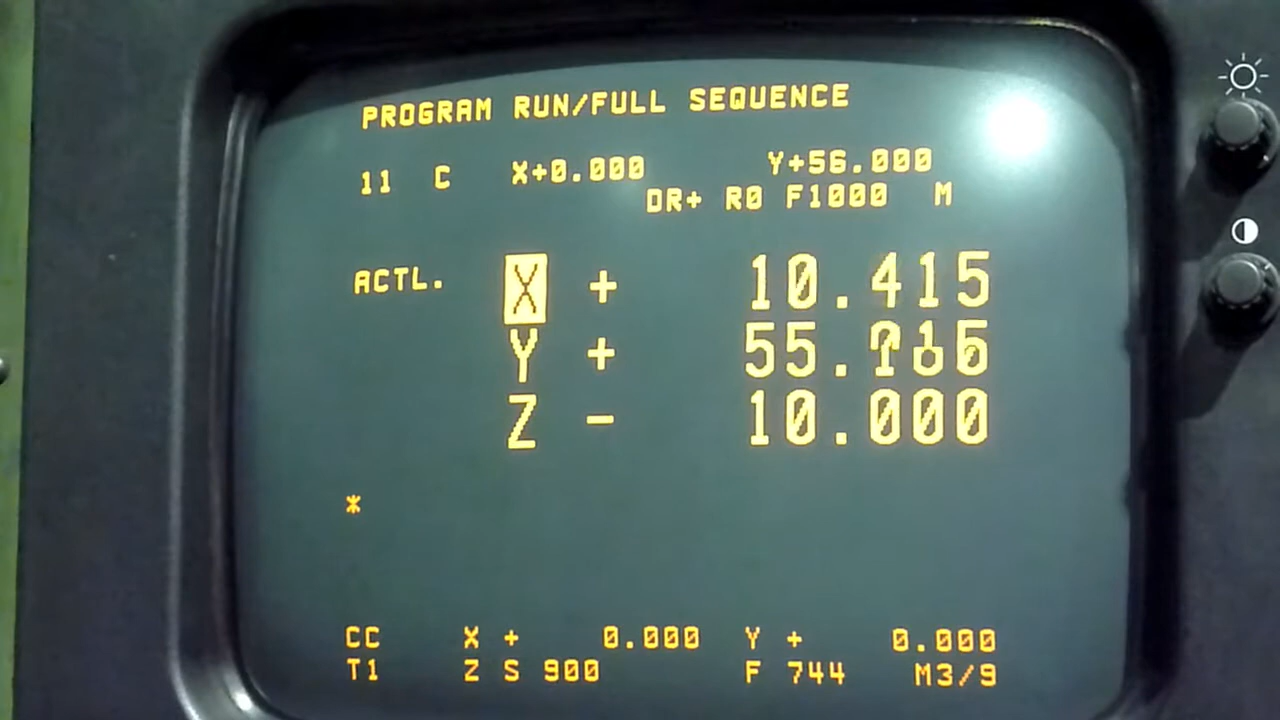 PROGRAM RUN/FULL SEQUENCE
11 C X+0.000 Y+56.000
DR+ R0 F1000 M
ACTL. X + 10.415
Y +
Z - 10.000
*
CC X + 0.000 Y + 0.000
T1 Z S 900 F 744 M3/9